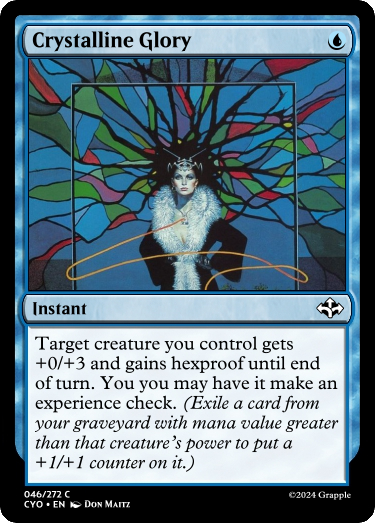 Crystalline Glory
Instant
Target creature you control gets
+0/+3 and gains hexproof until end
of turn. You you may have it make an
experience check. (Exile a card from
your graveyard with mana value greater
than that creature's power to put a
+1/+1 counter on it.)
046/272 C
CYO • EN Don Maitz
©2024 Grapple